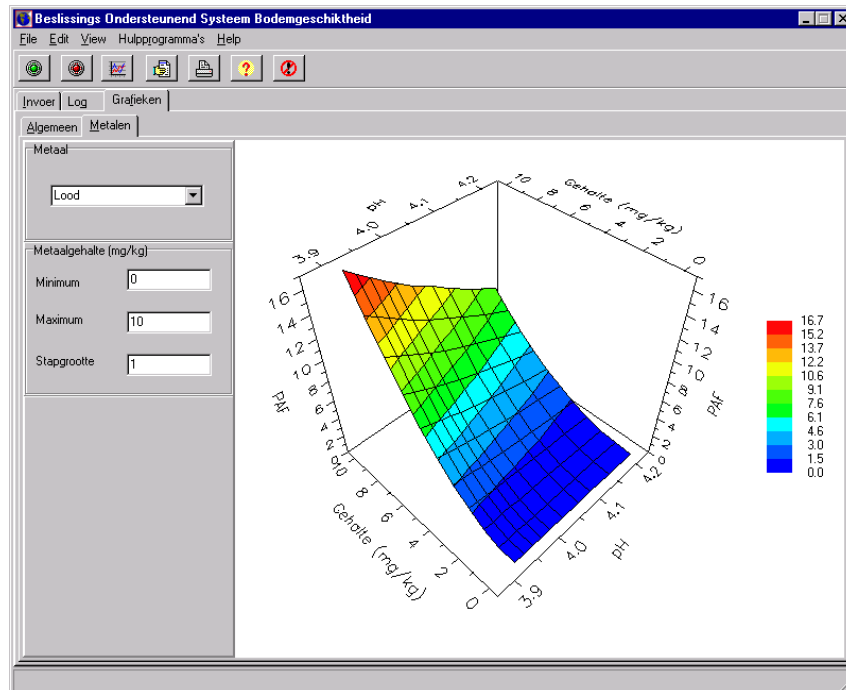 Beslissings Ondersteunend Systeem Bodemgeschiktheid
File Edit View Hulpprogramma's Help
Invoer Log Grafieken
Algemeen Metalen
Metaal
Lood
Metaalgehalte (mg/kg)
Minimum 0
Maximum 10
Stapgrootte 1
pH
3.9 4.0 4.1 4.2
Gehalte (mg/kg)
10 8 6 4 2 0
PAF
16 14 12 10 8 6 4 2 0
PAF
16 14 12 10 8 6 4 2 0
Gehalte (mg/kg)
10 8 6 4 2 0
pH
3.9 4.0 4.1 4.2
16.7
15.2
13.7
12.2
10.6
9.1
7.6
6.1
4.6
3.0
1.5
0.0